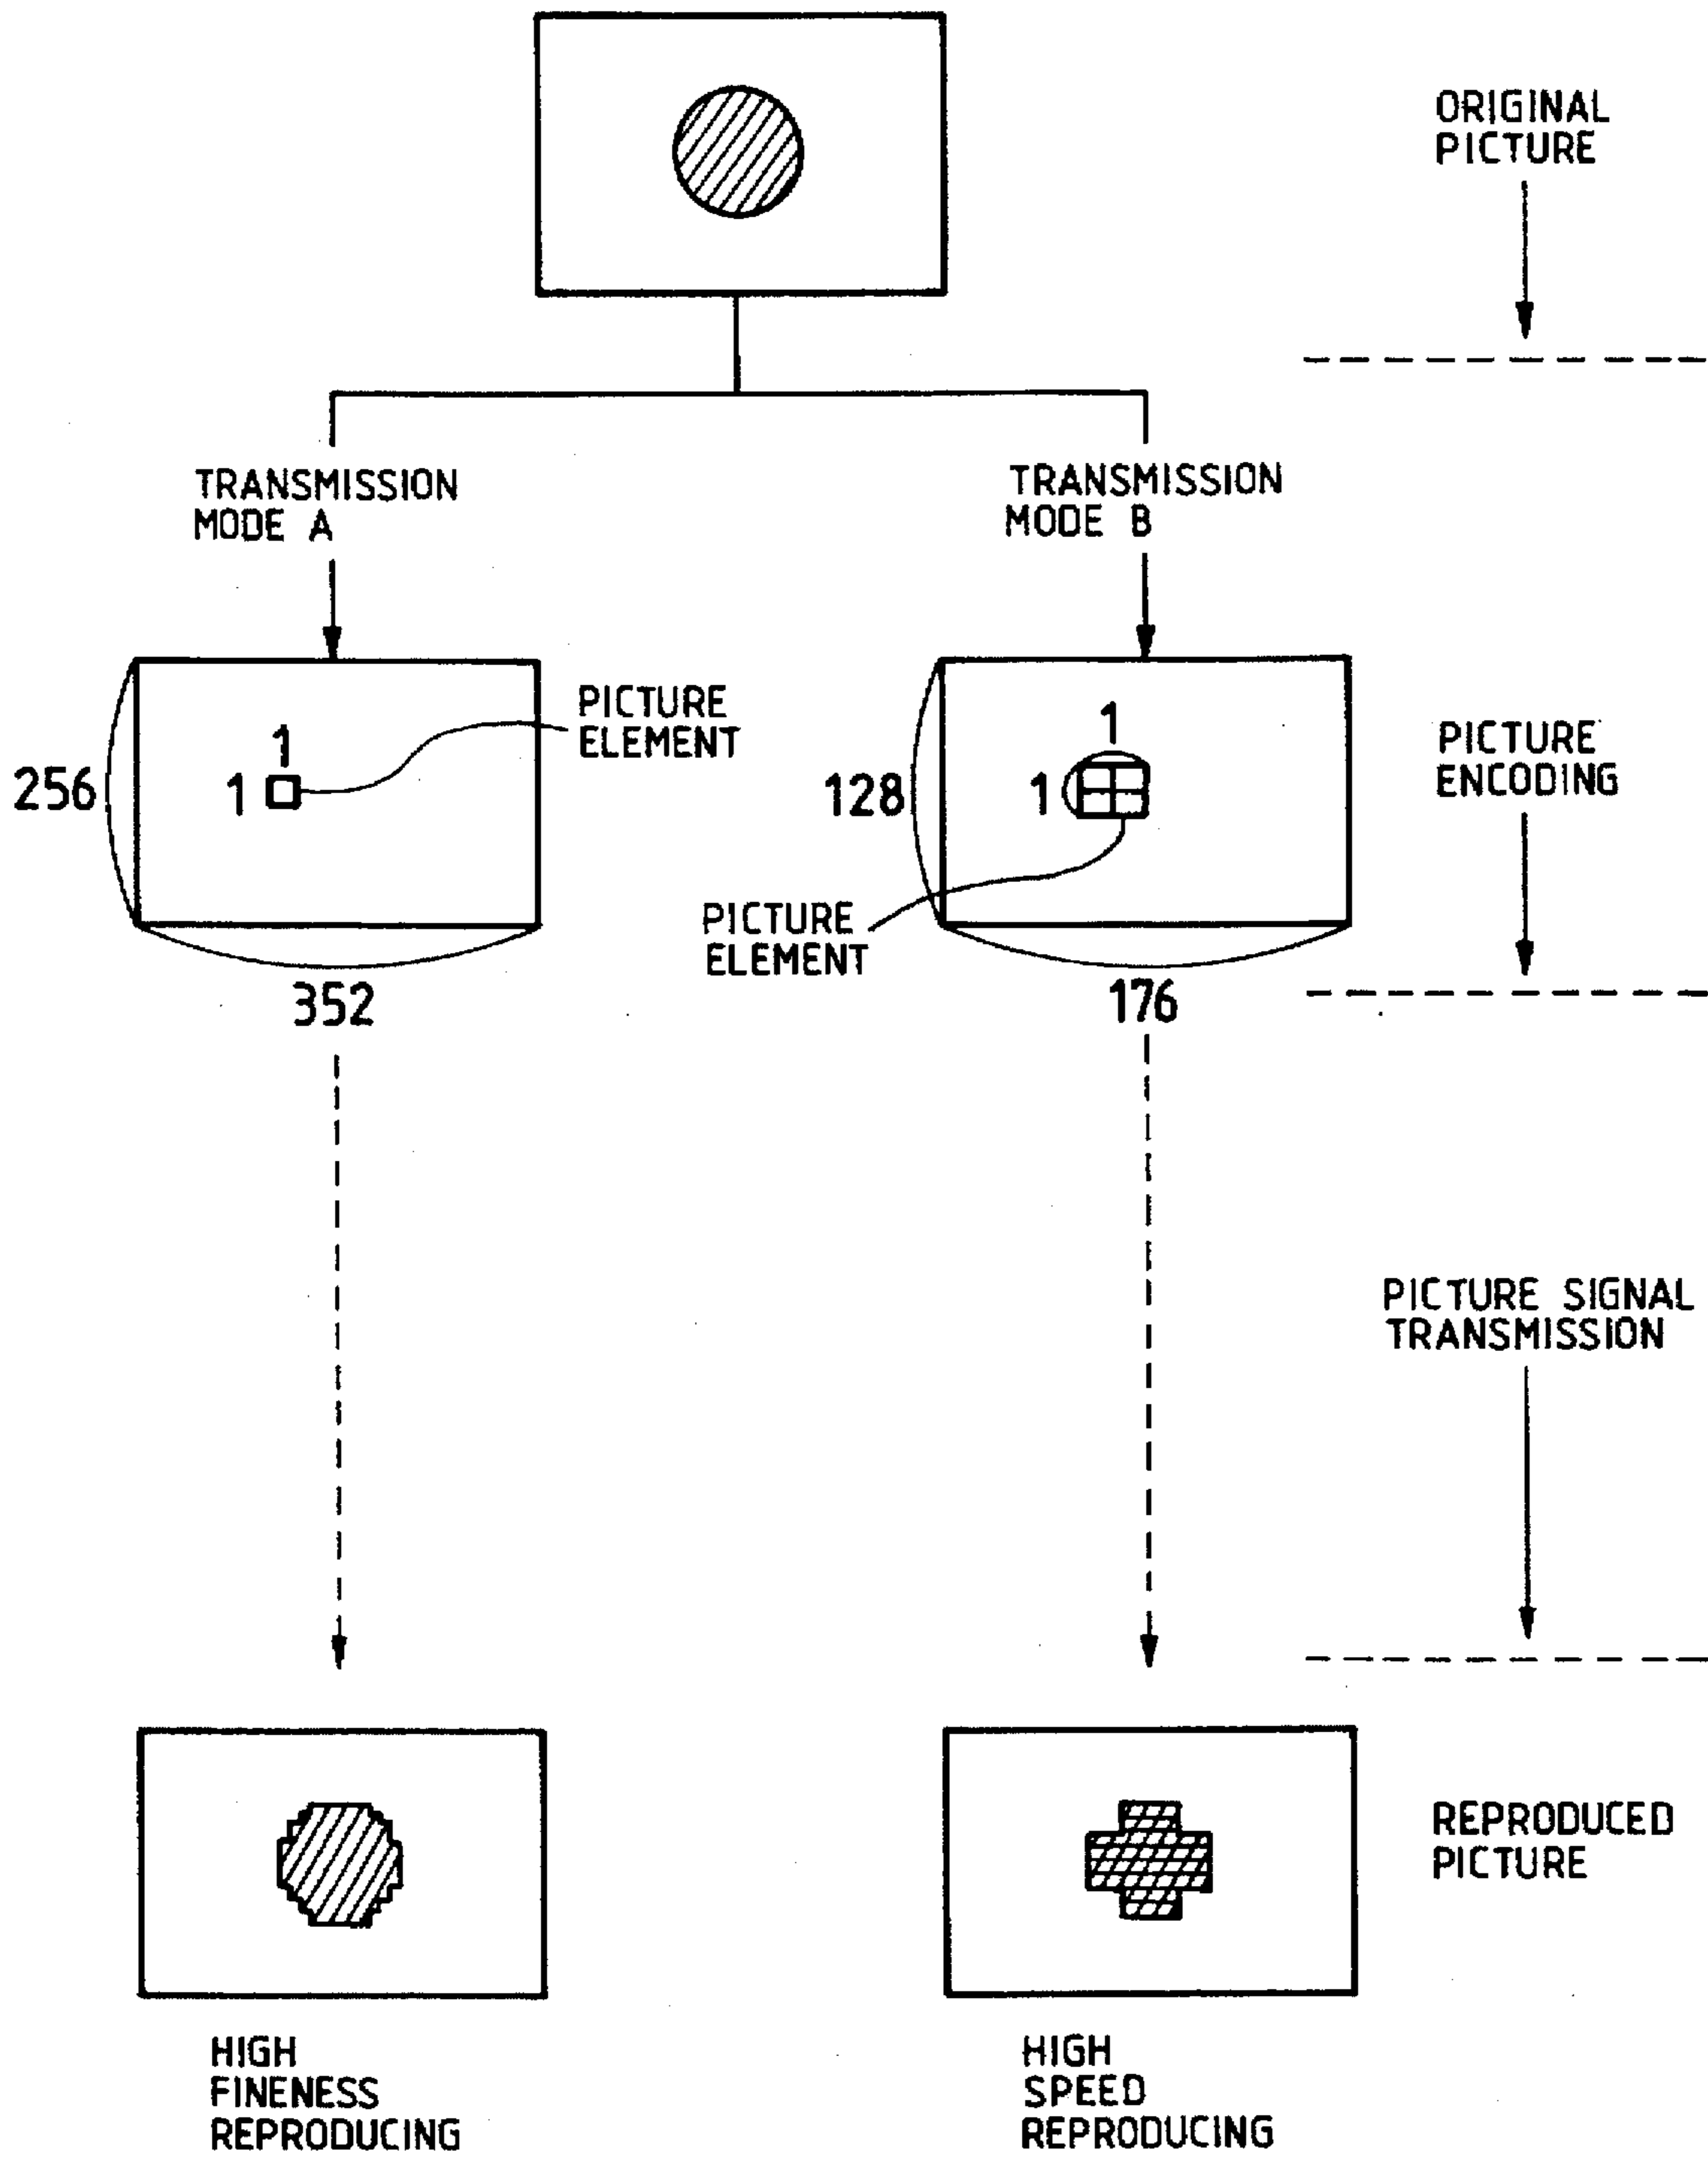 ORIGINAL
PICTURE
TRANSMISSION
MODE A
TRANSMISSION
MODE B
PICTURE
ELEMENT
1
1
256
352
1
1
128
PICTURE
ELEMENT
176
PICTURE
ENCODING
PICTURE SIGNAL
TRANSMISSION
REPRODUCED
PICTURE
HIGH
FINENESS
REPRODUCING
HIGH
SPEED
REPRODUCING